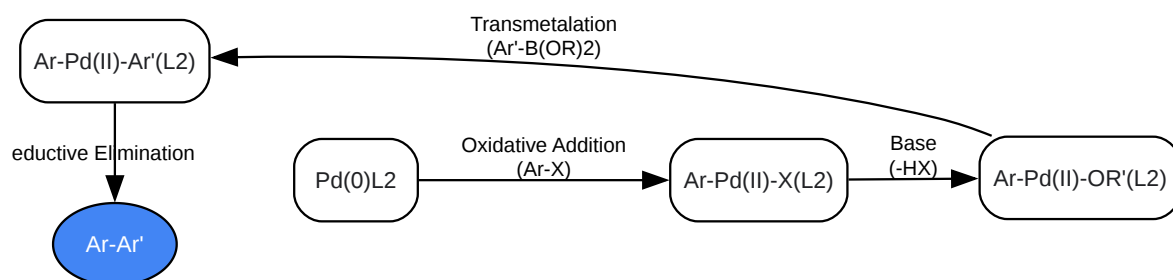 Transmetalation
(Ar'-B(OR)2)
Ar-Pd(II)-Ar'(L2)
eductive Elimination
Oxidative Addition
(Ar-X)
Base
(-HX)
Pd(0)L2
Ar-Pd(II)-X(L2)
Ar-Pd(II)-OR'(L2)
Ar-Ar'